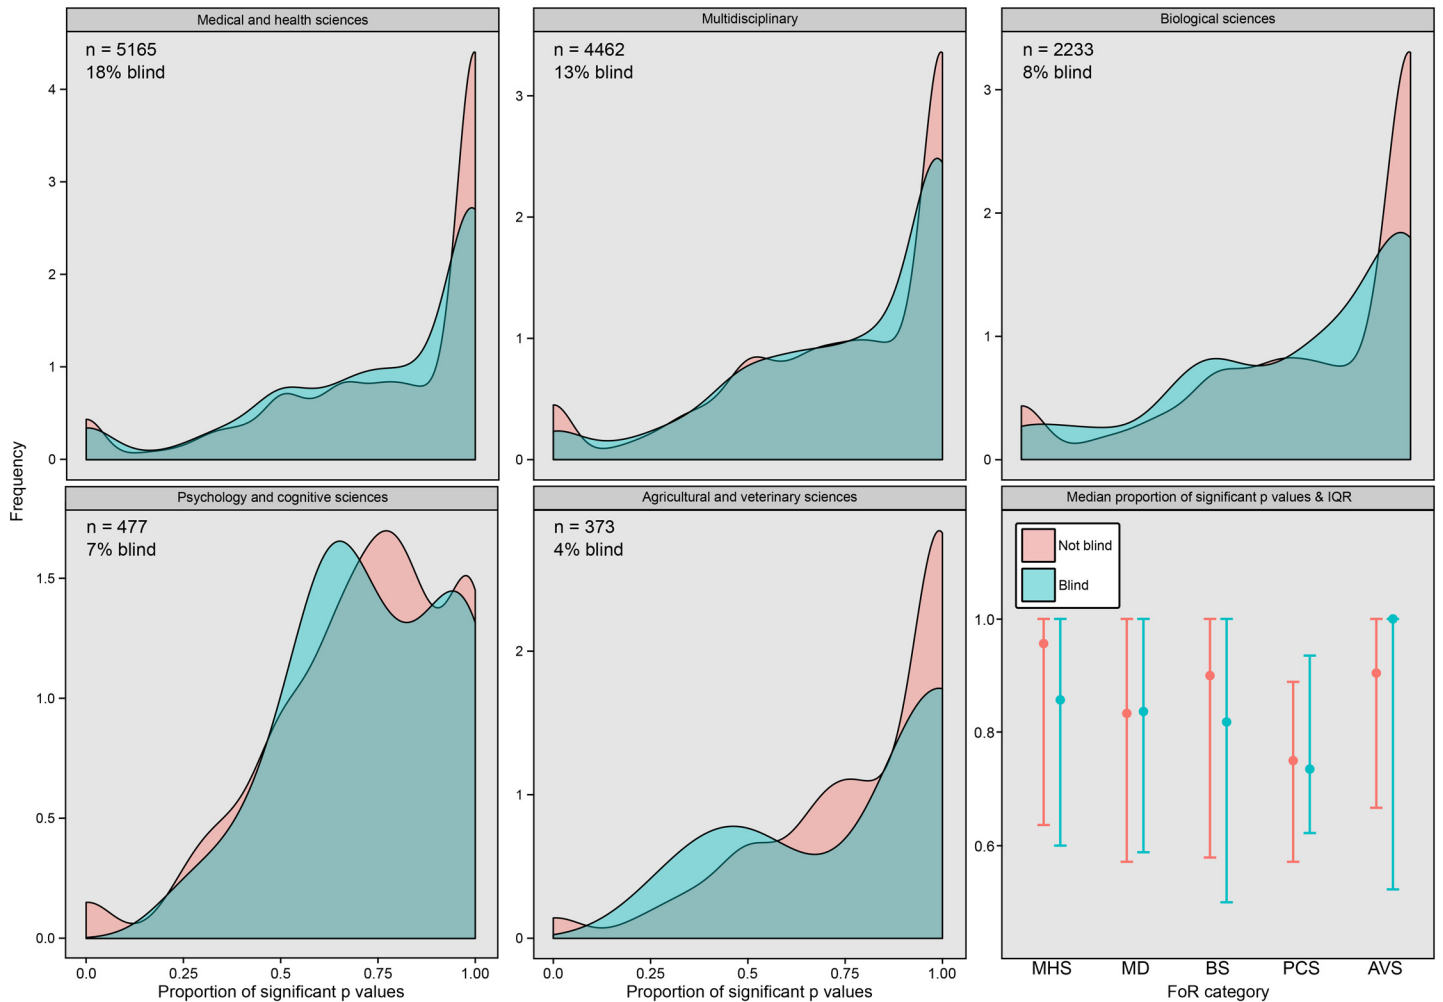 Medical and health sciences
n = 5165
18% blind
4
3
2
1
0
Multidisciplinary
n = 4462
13% blind
3
2
1
0
Biological sciences
n = 2233
8% blind
3
2
1
0
Frequency
Psychology and cognitive sciences
n = 477
7% blind
1.5
1.0
0.5
0.0
0.0 0.25 0.5 0.75 1.00
Proportion of significant p values
Agricultural and veterinary sciences
n = 373
4% blind
2
1
0
0.0 0.25 0.5 0.75 1.00
Proportion of significant p values
Median proportion of significant p values & IQR
Not blind
Blind
1.0
0.8
0.6
MHS MD BS PCS AVS
FoR category